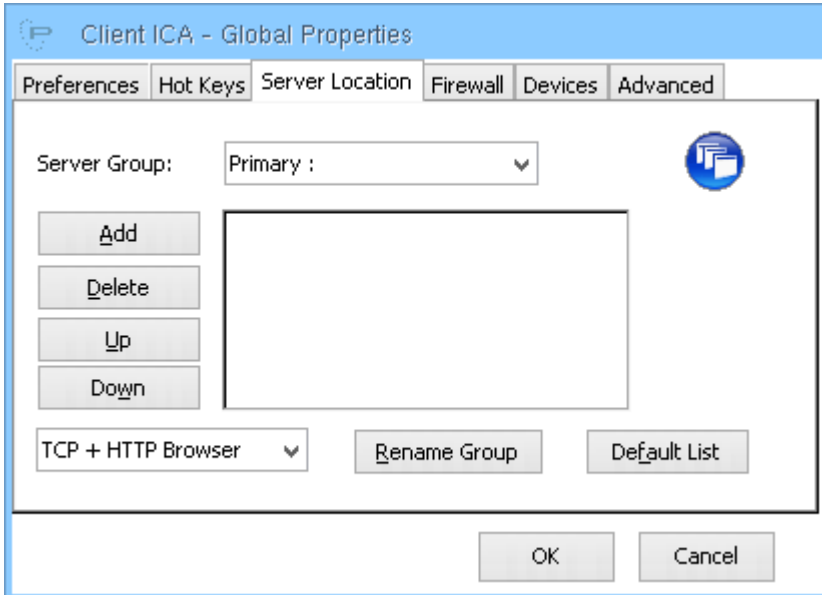 Client ICA - Global Properties
Preferences Hot Keys Server Location Firewall Devices Advanced
Server Group: Primary :
Add
Delete
Up
Down
TCP + HTTP Browser Rename Group Default List
OK Cancel